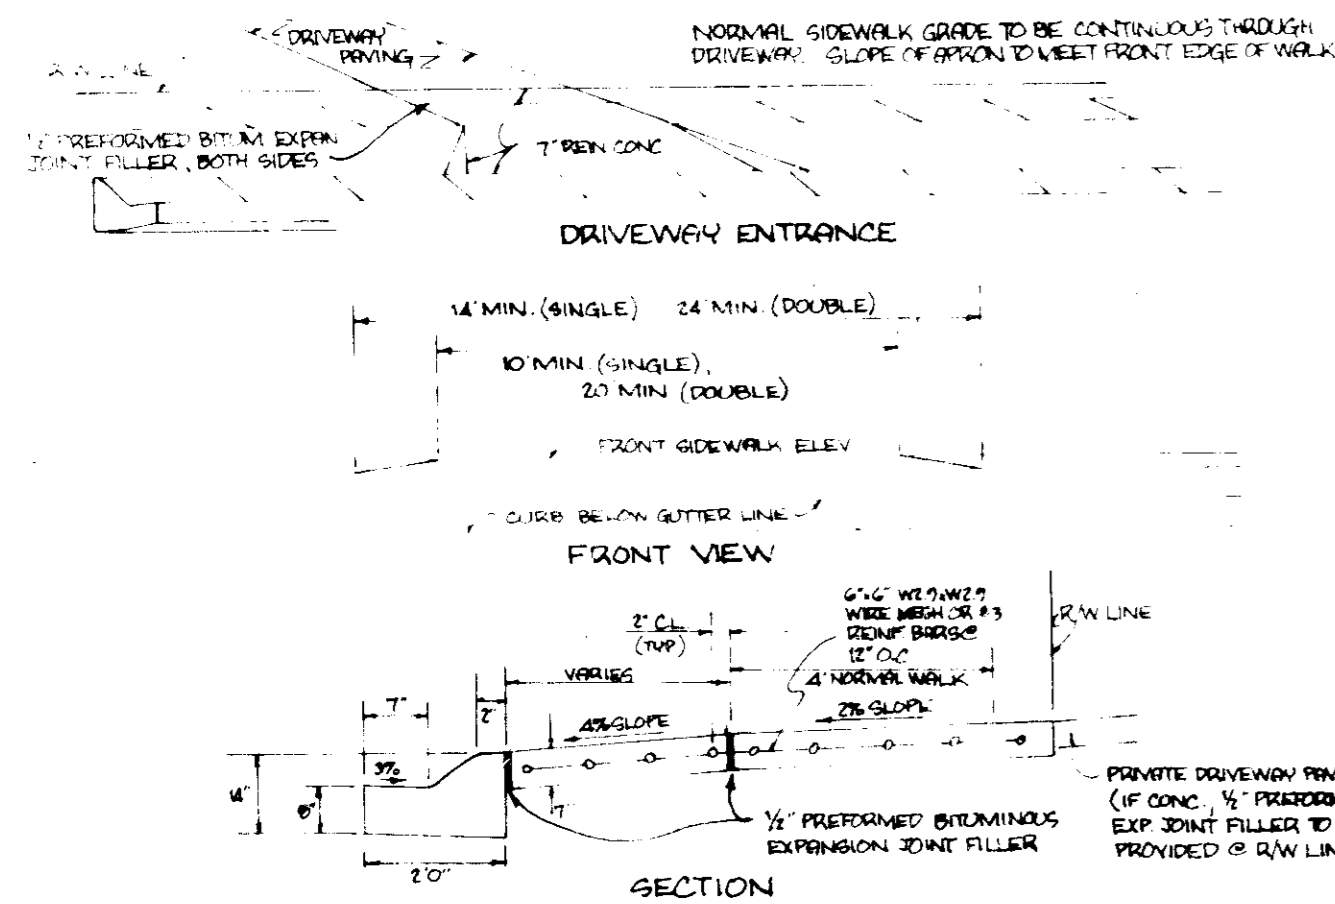 DRIVEWAY
PAVING
NORMAL SIDEWALK GRADE TO BE CONTINUOUS THROUGH
DRIVEWAY. SLOPE OF APRON TO MEET FRONT EDGE OF WALK
R/W LINE
½" PREFORMED BITUM EXPAN
JOINT FILLER, BOTH SIDES
7" REIN CONC
DRIVEWAY ENTRANCE
14' MIN. (SINGLE) 24' MIN. (DOUBLE)
10' MIN. (SINGLE),
20' MIN (DOUBLE)
FRONT SIDEWALK ELEV
CURB BELOW GUTTER LINE
FRONT VIEW
6"x6" W2.9xW2.9
WIRE MESH OR #3
REINF BARS @
12" O.C
2" CL.
(TYP)
R/W LINE
VARIES
4' NORMAL WALK
7"
2"
4% SLOPE
2% SLOPE
3%
14"
8"
7"
2'0"
½" PREFORMED BITUMINOUS
EXPANSION JOINT FILLER
PRIVATE DRIVEWAY
(IF CONC., ½" PREFOR
EXP. JOINT FILLER TO
PROVIDED @ R/W LIN
SECTION